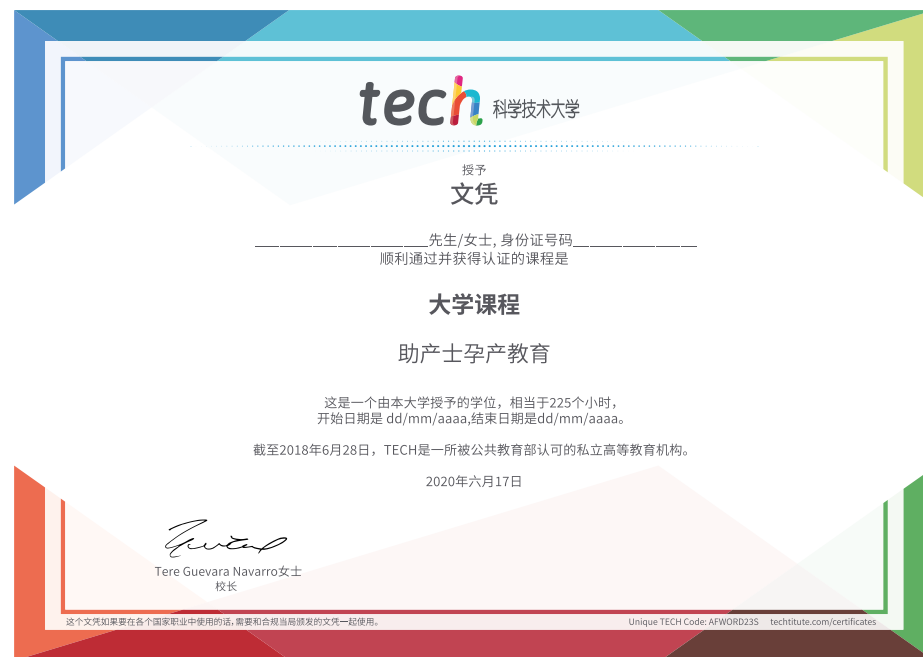 tech 科学技术大学
授予
文凭
先生/女士, 身份证号码
顺利通过并获得认证的课程是
大学课程
助产士孕产教育
这是一个由本大学授予的学位，相当于225个小时，
开始日期是 dd/mm/aaaa,结束日期是dd/mm/aaaa。
截至2018年6月28日，TECH是一所被公共教育部认可的私立高等教育机构。
2020年六月17日
Tere Guevara Navarro女士
校长
这个文凭如果要在各个国家职业中使用的话,需要和合规当局颁发的文凭一起使用。
Unique TECH Code: AFWORD23S techtitute.com/certificates